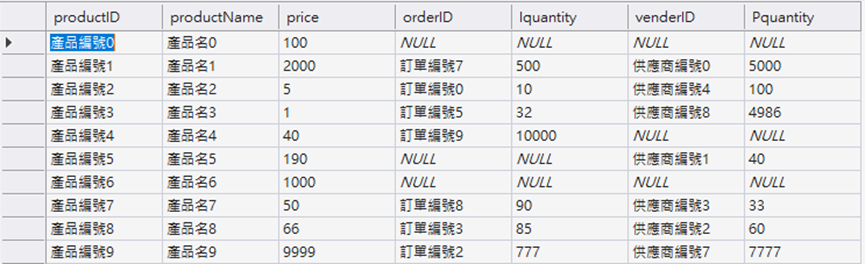 productID productName price orderID Iquantity venderID Pquantity
產品編號0 產品名0 100 NULL NULL NULL NULL
產品編號1 產品名1 2000 訂單編號7 500 供應商編號0 5000
產品編號2 產品名2 5 訂單編號0 10 供應商編號4 100
產品編號3 產品名3 1 訂單編號5 32 供應商編號8 4986
產品編號4 產品名4 40 訂單編號9 10000 NULL NULL
產品編號5 產品名5 190 NULL NULL 供應商編號1 40
產品編號6 產品名6 1000 NULL NULL NULL NULL
產品編號7 產品名7 50 訂單編號8 90 供應商編號3 33
產品編號8 產品名8 66 訂單編號3 85 供應商編號2 60
產品編號9 產品名9 9999 訂單編號2 777 供應商編號7 7777